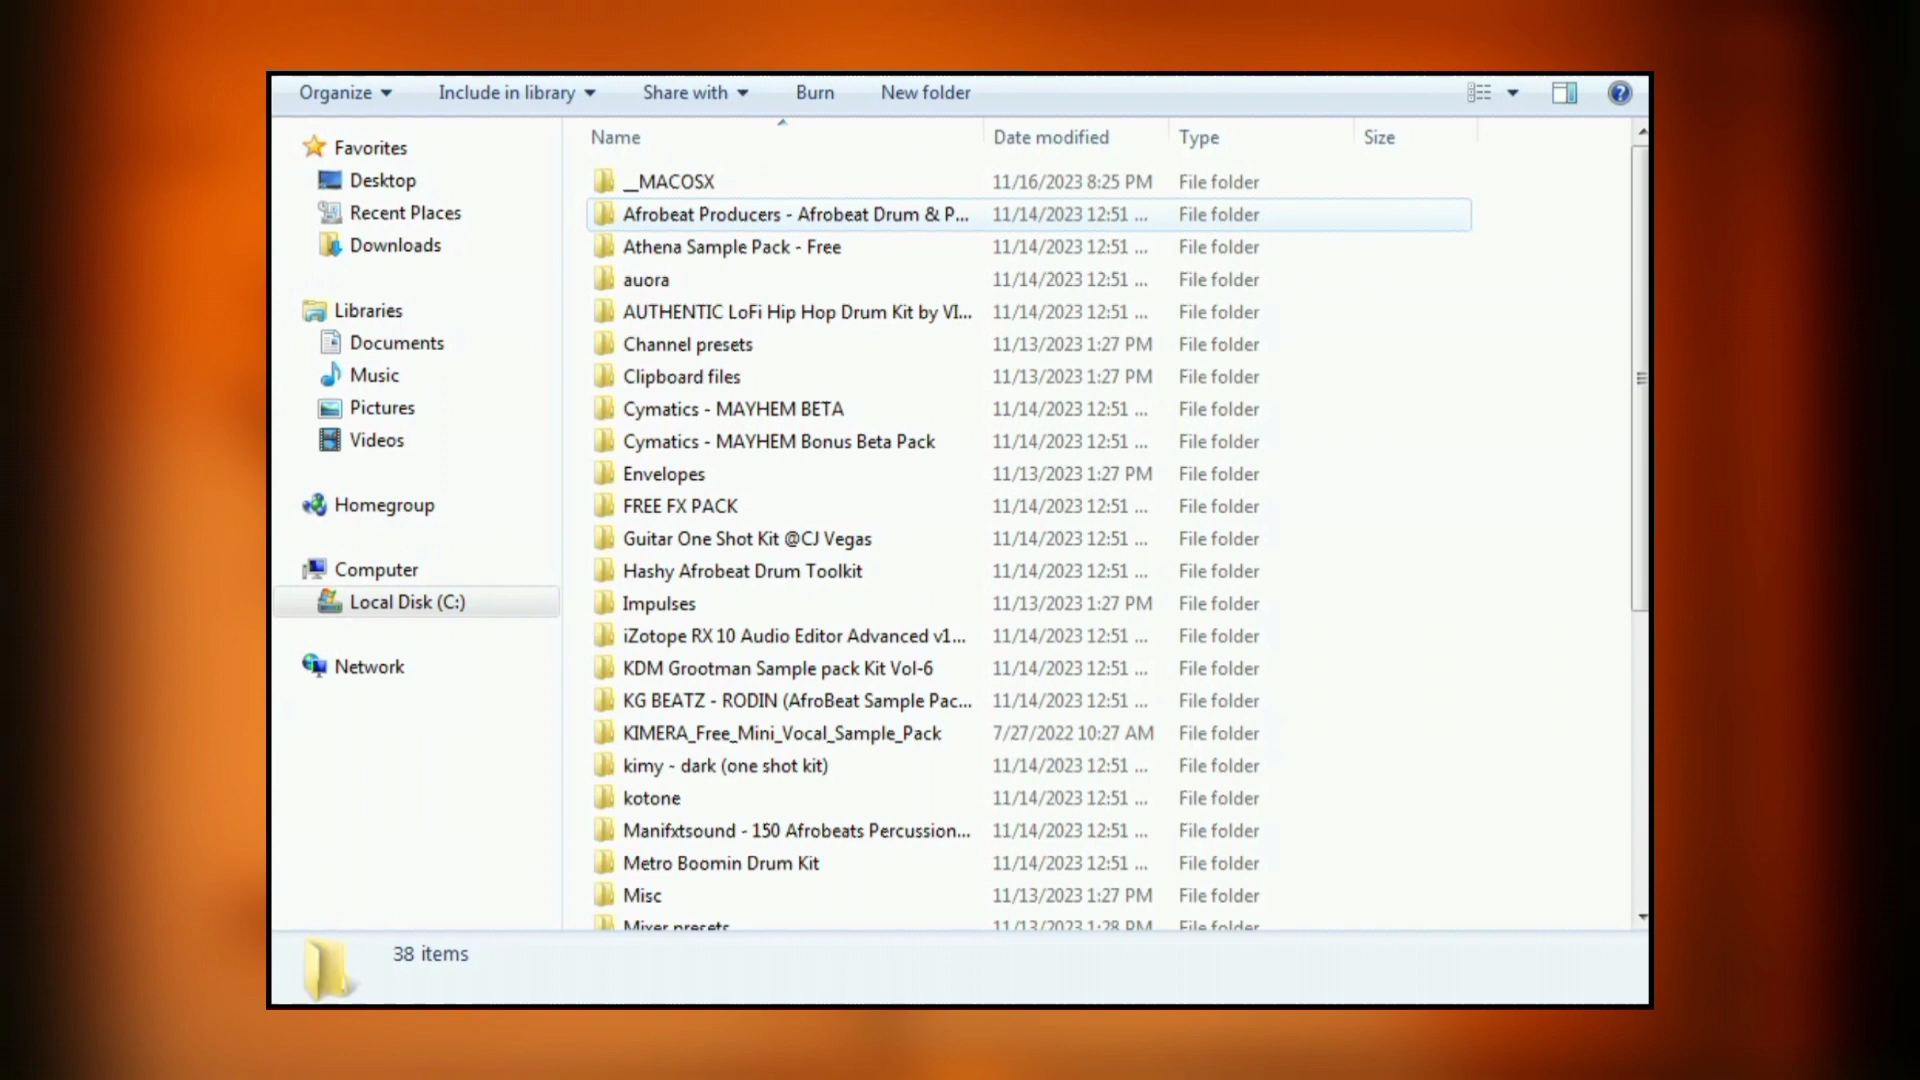 Organize Include in library Share with Burn New folder
Name Date modified Type Size
Favorites
Desktop
Recent Places
Downloads
Libraries
Documents
Music
Pictures
Videos
Homegroup
Computer
Local Disk (C:)
Network
__MACOSX 11/16/2023 8:25 PM File folder
Afrobeat Producers - Afrobeat Drum & P... 11/14/2023 12:51 ... File folder
Athena Sample Pack - Free 11/14/2023 12:51 ... File folder
auora 11/14/2023 12:51 ... File folder
AUTHENTIC LoFi Hip Hop Drum Kit by VI... 11/14/2023 12:51 ... File folder
Channel presets 11/13/2023 1:27 PM File folder
Clipboard files 11/13/2023 1:27 PM File folder
Cymatics - MAYHEM BETA 11/14/2023 12:51 ... File folder
Cymatics - MAYHEM Bonus Beta Pack 11/14/2023 12:51 ... File folder
Envelopes 11/13/2023 1:27 PM File folder
FREE FX PACK 11/14/2023 12:51 ... File folder
Guitar One Shot Kit @CJ Vegas 11/14/2023 12:51 ... File folder
Hashy Afrobeat Drum Toolkit 11/14/2023 12:51 ... File folder
Impulses 11/13/2023 1:27 PM File folder
iZotope RX 10 Audio Editor Advanced v1... 11/14/2023 12:51 ... File folder
KDM Grootman Sample pack Kit Vol-6 11/14/2023 12:51 ... File folder
KG BEATZ - RODIN (AfroBeat Sample Pac... 11/14/2023 12:51 ... File folder
KIMERA_Free_Mini_Vocal_Sample_Pack 7/27/2022 10:27 AM File folder
kimy - dark (one shot kit) 11/14/2023 12:51 ... File folder
kotone 11/14/2023 12:51 ... File folder
Manifxtsound - 150 Afrobeats Percussion... 11/14/2023 12:51 ... File folder
Metro Boomin Drum Kit 11/14/2023 12:51 ... File folder
Misc 11/13/2023 1:27 PM File folder
Mixer presets 11/13/2023 1:28 PM File folder
38 items